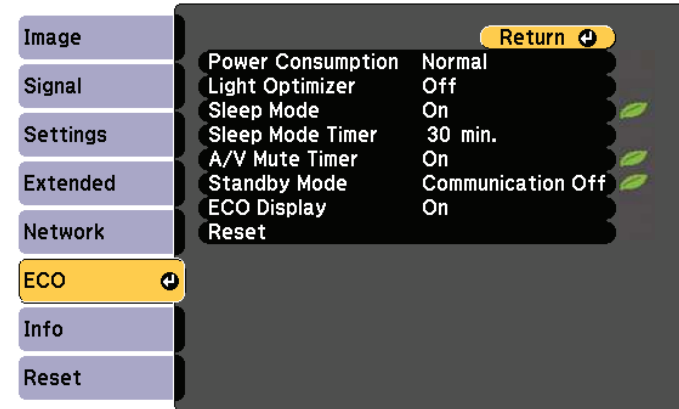 Image
Signal
Settings
Extended
Network
ECO
Info
Reset
Return
Power Consumption Normal
Light Optimizer Off
Sleep Mode On
Sleep Mode Timer 30 min.
A/V Mute Timer On
Standby Mode Communication Off
ECO Display On
Reset